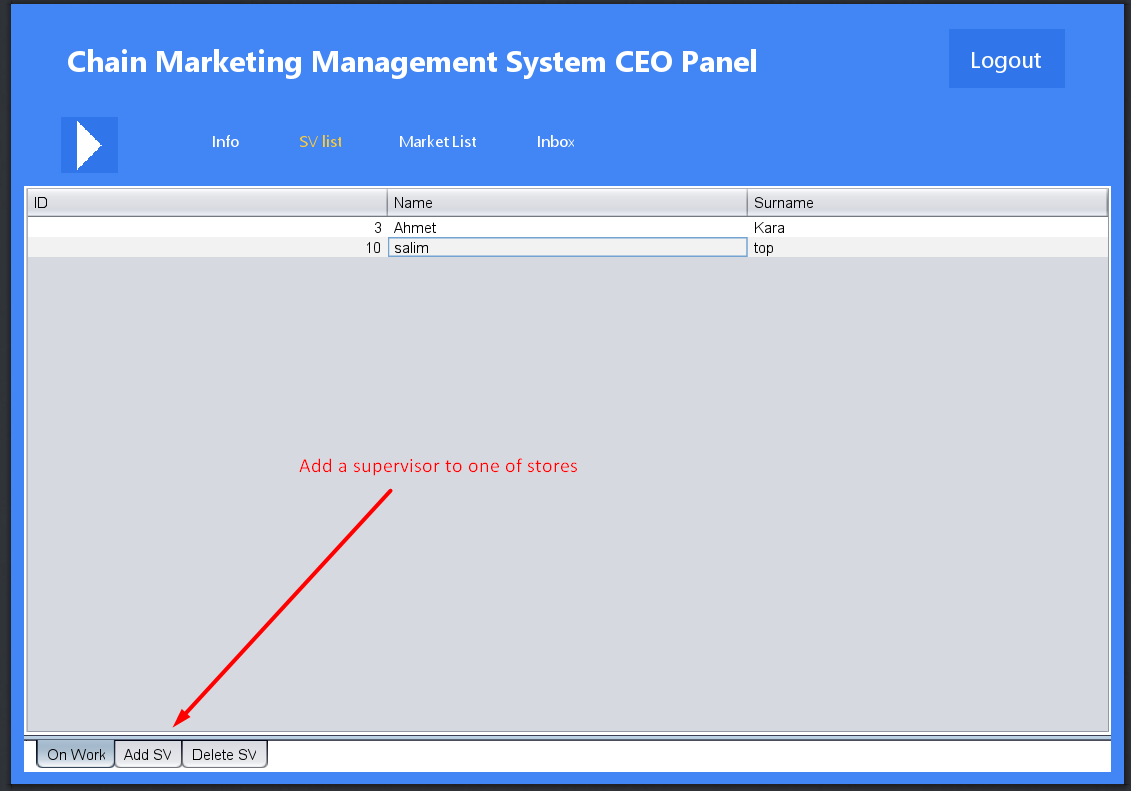 Chain Marketing Management System CEO Panel
Logout
Info SV list Market List Inbox
ID Name Surname
3 Ahmet Kara
10 salim top
Add a supervisor to one of stores
On Work Add SV Delete SV